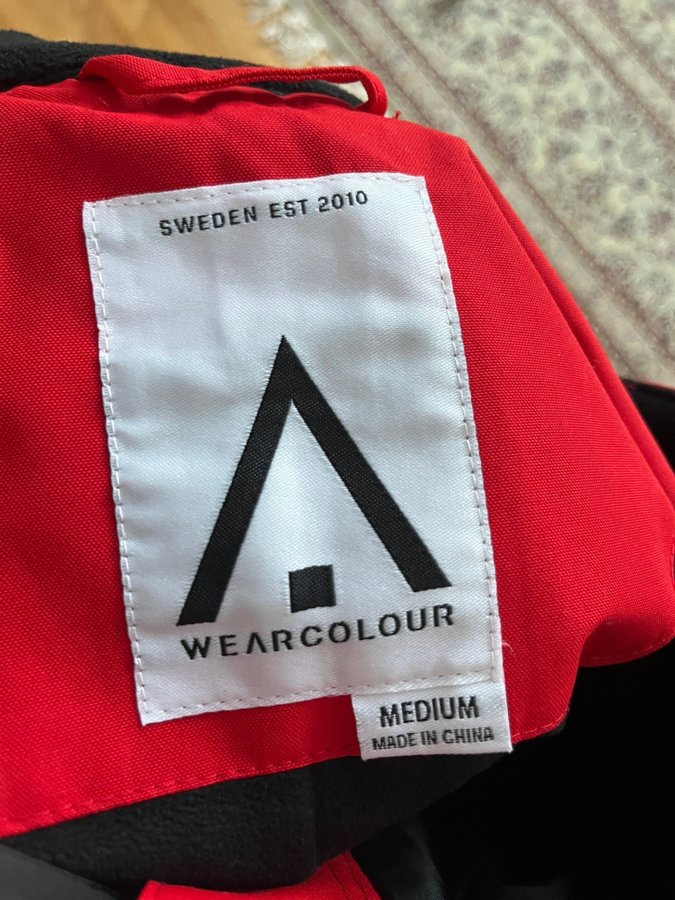 SWEDEN EST 2010
WEARCOLOUR
MEDIUM
MADE IN CHINA